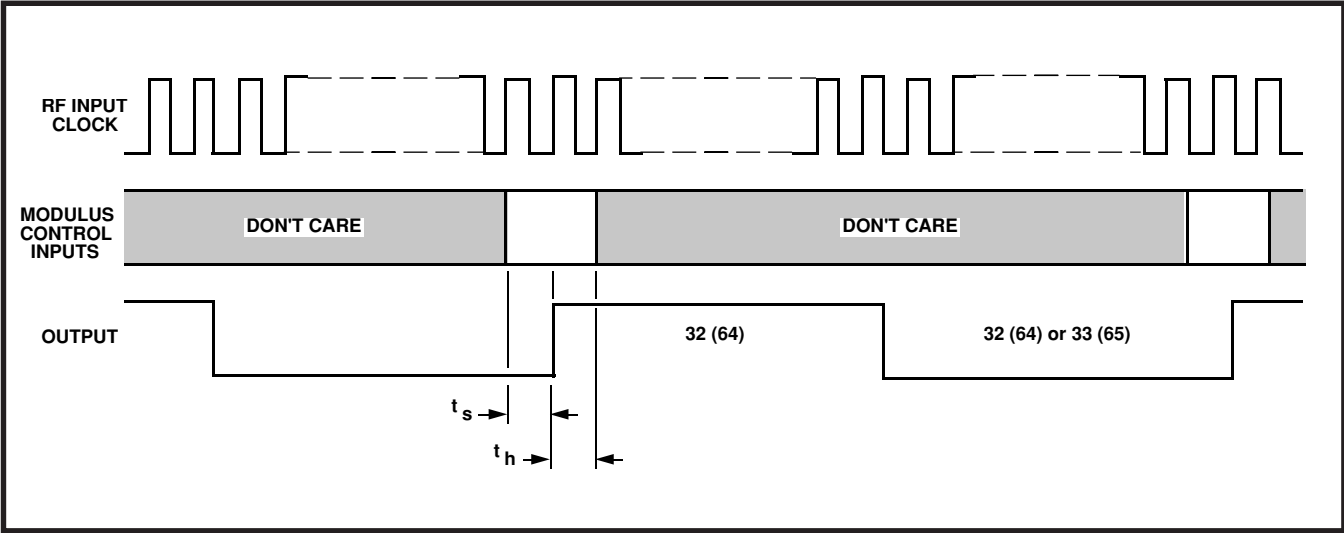 RF INPUT
CLOCK
MODULUS
CONTROL
INPUTS
DON'T CARE
DON'T CARE
OUTPUT
32 (64)
32 (64) or 33 (65)
t s
t h